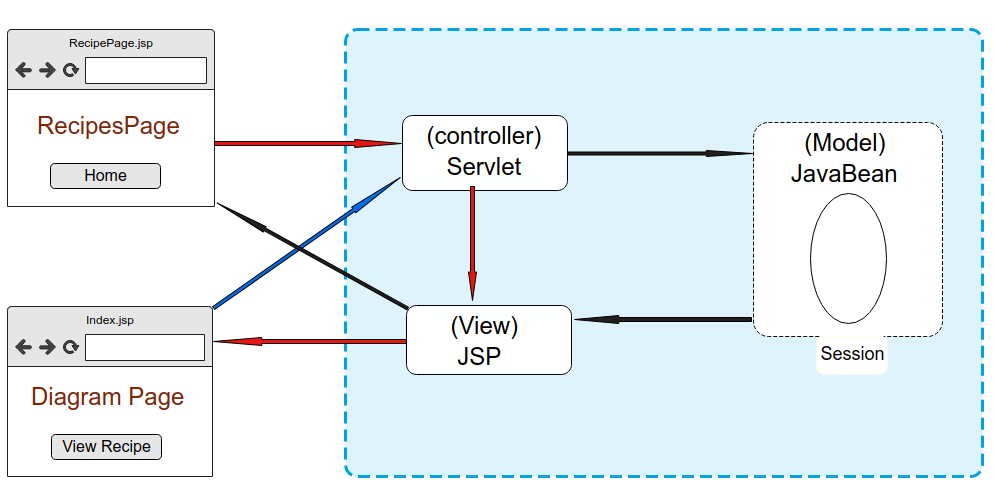 RecipePage.jsp
RecipesPage
Home
Index.jsp
Diagram Page
View Recipe
(controller)
Servlet
(View)
JSP
(Model)
JavaBean
Session